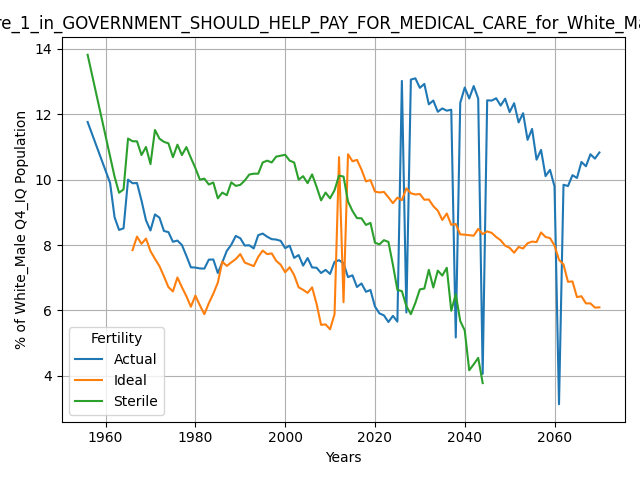 re_1_in_GOVERNMENT_SHOULD_HELP_PAY_FOR_MEDICAL_CARE_for_White_Ma
% of White_Male Q4_IQ Population
14
12
10
8
6
4
Fertility
Actual
Ideal
Sterile
1960 1980 2000 2020 2040 2060
Years